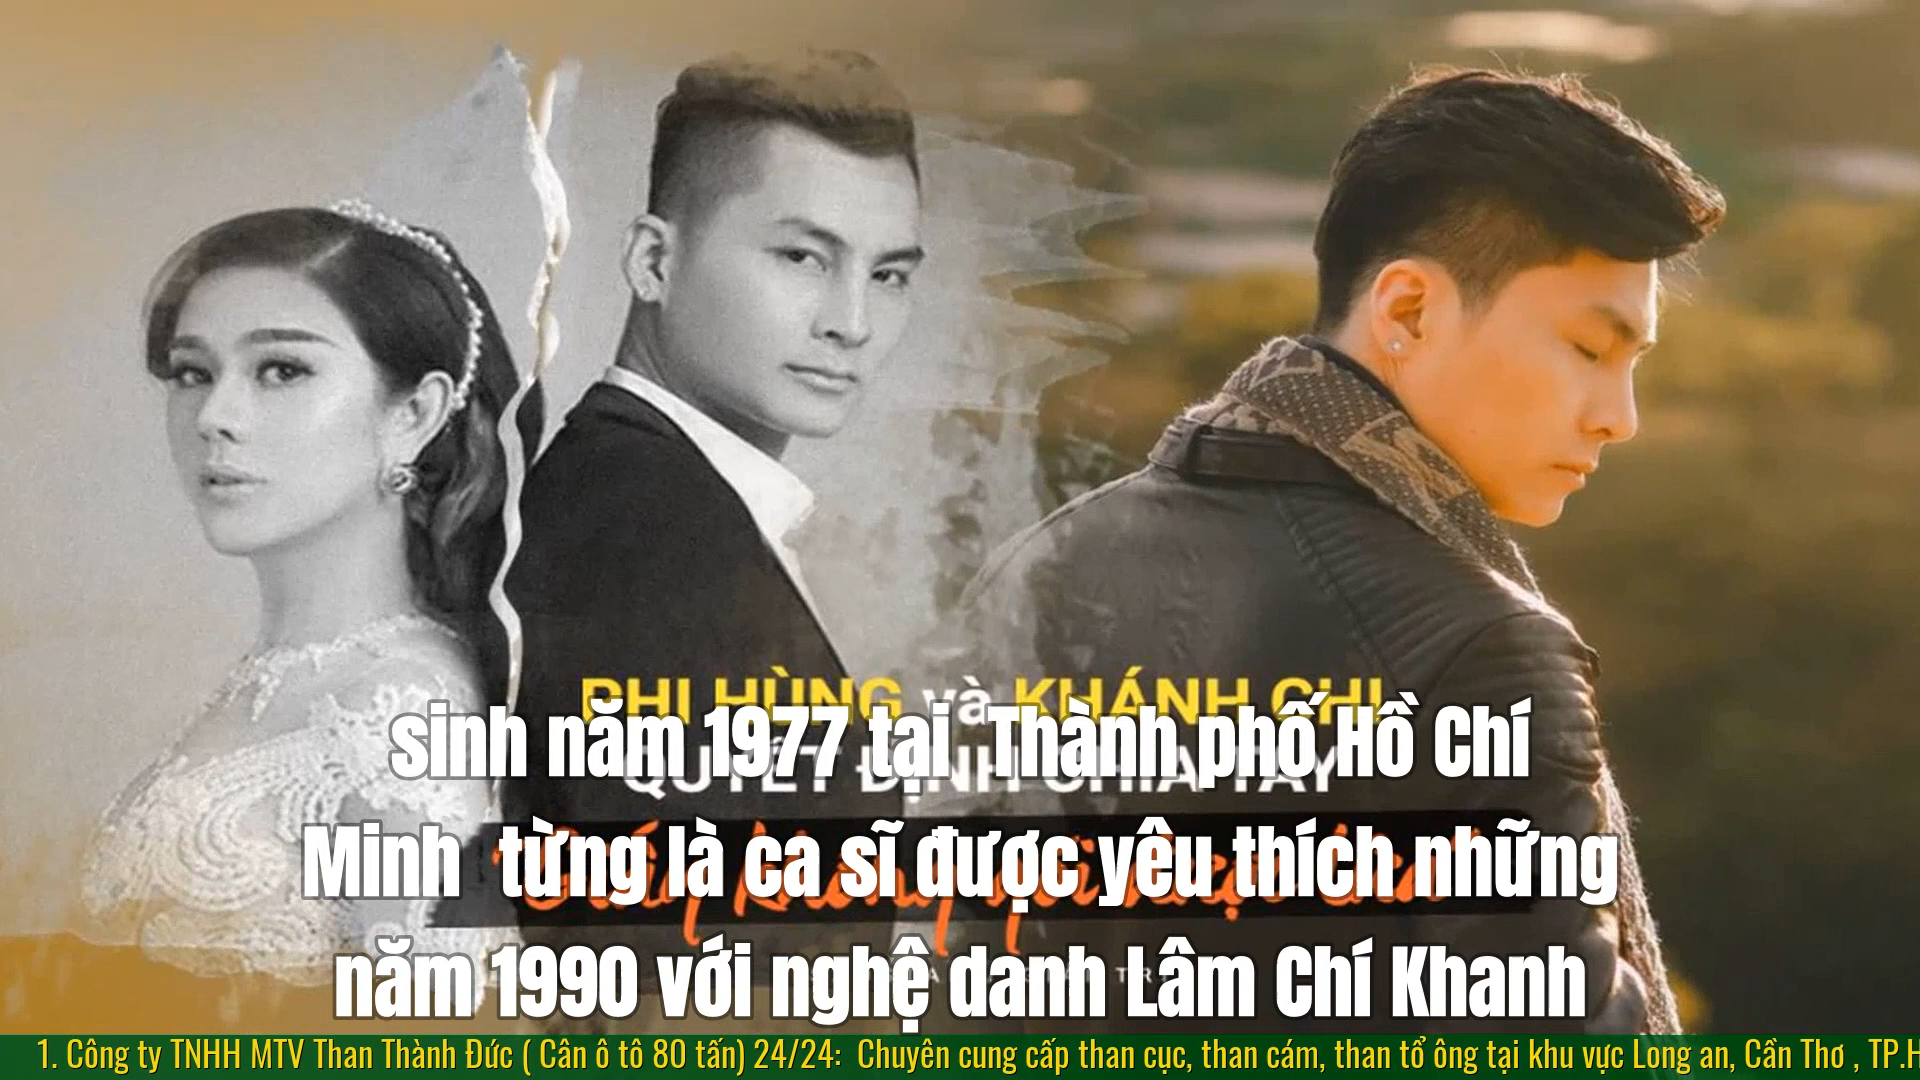 PHI HÙNG và KHÁNH CHI
QUYẾT ĐỊNH CHIA TAY
sinh năm 1977 tại Thành phố Hồ Chí
Minh từng là ca sĩ được yêu thích những
năm 1990 với nghệ danh Lâm Chí Khanh
1. Công ty TNHH MTV Than Thành Đức ( Cân ô tô 80 tấn) 24/24: Chuyên cung cấp than cục, than cám, than tổ ông tại khu vực Long an, Cần Thơ , TP.H